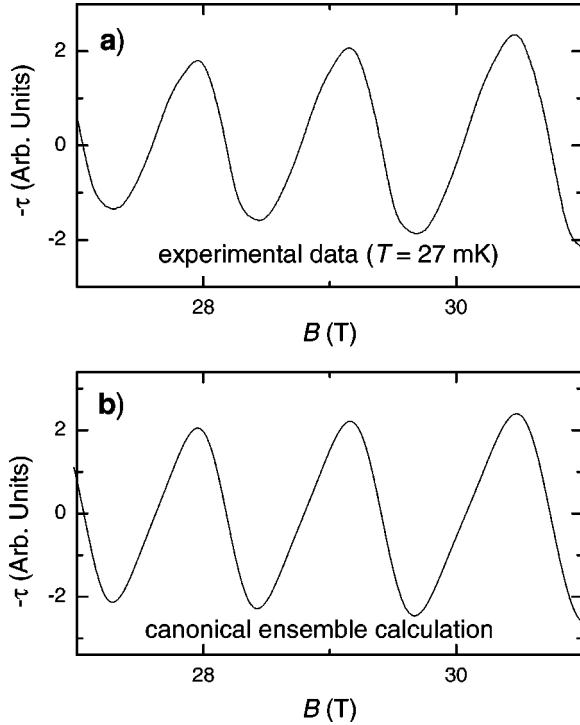 a)
2
0
-2
-τ (Arb. Units)
experimental data (T = 27 mK)
28
30
B (T)
b)
2
0
-2
-τ (Arb. Units)
canonical ensemble calculation
28
30
B (T)